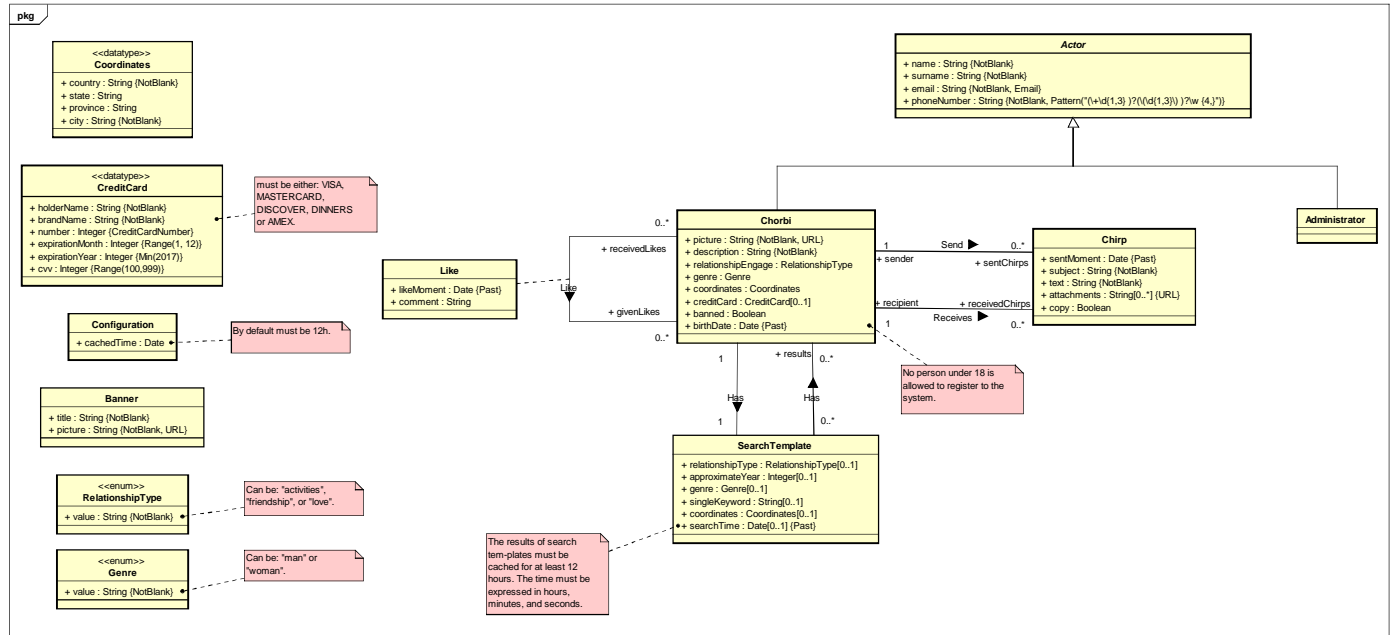 pkg
<<datatype>>
Coordinates
+ country : String {NotBlank}
+ state : String
+ province : String
+ city : String {NotBlank}
<<datatype>>
CreditCard
+ holderName : String {NotBlank}
+ brandName : String {NotBlank}
+ number : Integer {CreditCardNumber}
+ expirationMonth : Integer {Range(1, 12)}
+ expirationYear : Integer {Min(2017)}
+ cvv : Integer {Range(100,999)}
must be either: VISA,
MASTERCARD,
DISCOVER, DINNERS
or AMEX.
Configuration
+ cachedTime : Date
By default must be 12h.
Banner
+ title : String {NotBlank}
+ picture : String {NotBlank, URL}
<<enum>>
RelationshipType
+ value : String {NotBlank}
Can be: "activities",
"friendship", or "love".
<<enum>>
Genre
+ value : String {NotBlank}
Can be: "man" or
"woman".
Actor
+ name : String {NotBlank}
+ surname : String {NotBlank}
+ email : String {NotBlank, Email}
+ phoneNumber : String {NotBlank, Pattern("(\+\d{1,3} )?(\(\d{1,3}\) )?\w {4,}")}
Administrator
Chorbi
+ picture : String {NotBlank, URL}
+ description : String {NotBlank}
+ relationshipEngage : RelationshipType
+ genre : Genre
+ coordinates : Coordinates
+ creditCard : CreditCard[0..1]
+ banned : Boolean
+ birthDate : Date {Past}
0..*
+ receivedLikes
Like
+ givenLikes
0..*
Like
+ likeMoment : Date {Past}
+ comment : String
1
Send
0..*
+ sender
+ sentChirps
+ recipient
+ receivedChirps
1
Receives
0..*
Chirp
+ sentMoment : Date {Past}
+ subject : String {NotBlank}
+ text : String {NotBlank}
+ attachments : String[0..*] {URL}
+ copy : Boolean
No person under 18 is
allowed to register to the
system.
1
+ results
0..*
Has
Has
1
0..*
SearchTemplate
+ relationshipType : RelationshipType[0..1]
+ approximateYear : Integer[0..1]
+ genre : Genre[0..1]
+ singleKeyword : String[0..1]
+ coordinates : Coordinates[0..1]
+ searchTime : Date[0..1] {Past}
The results of search
tem-plates must be
cached for at least 12
hours. The time must be
expressed in hours,
minutes, and seconds.